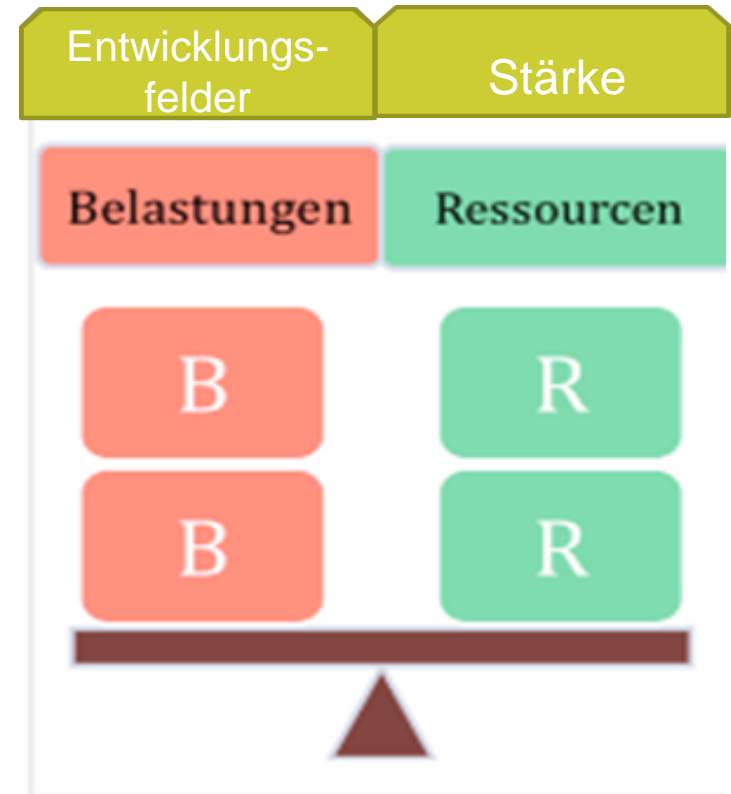 Entwicklungs-
felder
Stärke
Belastungen
Ressourcen
B
R
B
R